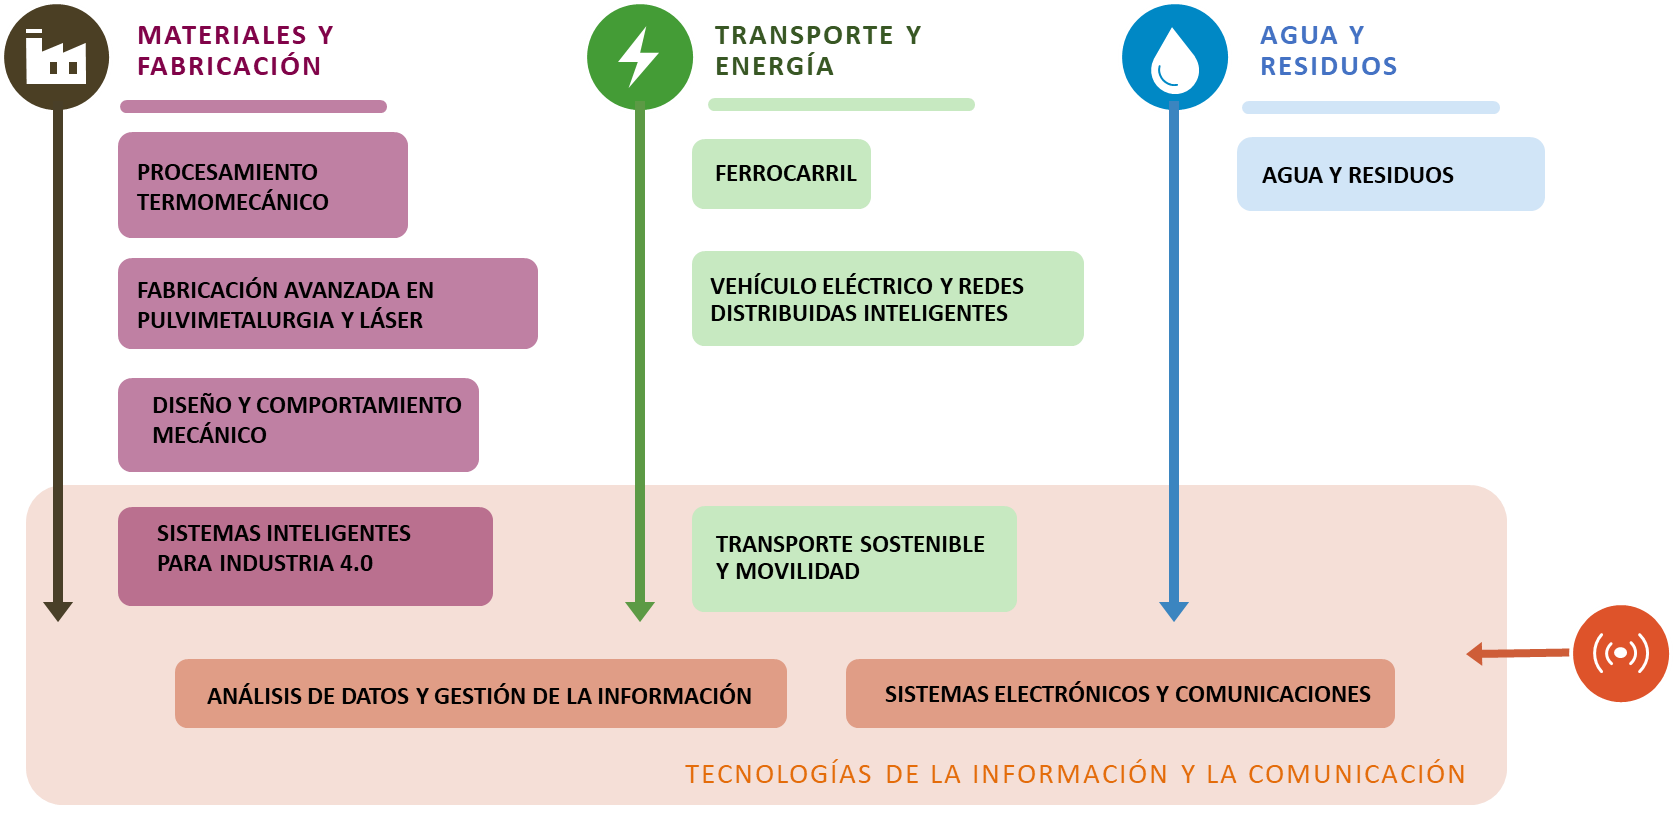 MATERIALES Y
FABRICACIÓN
PROCESAMIENTO
TERMOMECÁNICO
FABRICACIÓN AVANZADA EN
PULVIMETALURGIA Y LÁSER
DISEÑO Y COMPORTAMIENTO
MECÁNICO
SISTEMAS INTELIGENTES
PARA INDUSTRIA 4.0
TRANSPORTE Y
ENERGÍA
FERROCARRIL
VEHÍCULO ELÉCTRICO Y REDES
DISTRIBUIDAS INTELIGENTES
TRANSPORTE SOSTENIBLE
Y MOVILIDAD
AGUA Y
RESIDUOS
AGUA Y RESIDUOS
ANÁLISIS DE DATOS Y GESTIÓN DE LA INFORMACIÓN
SISTEMAS ELECTRÓNICOS Y COMUNICACIONES
TECNOLOGÍAS DE LA INFORMACIÓN Y LA COMUNICACIÓN